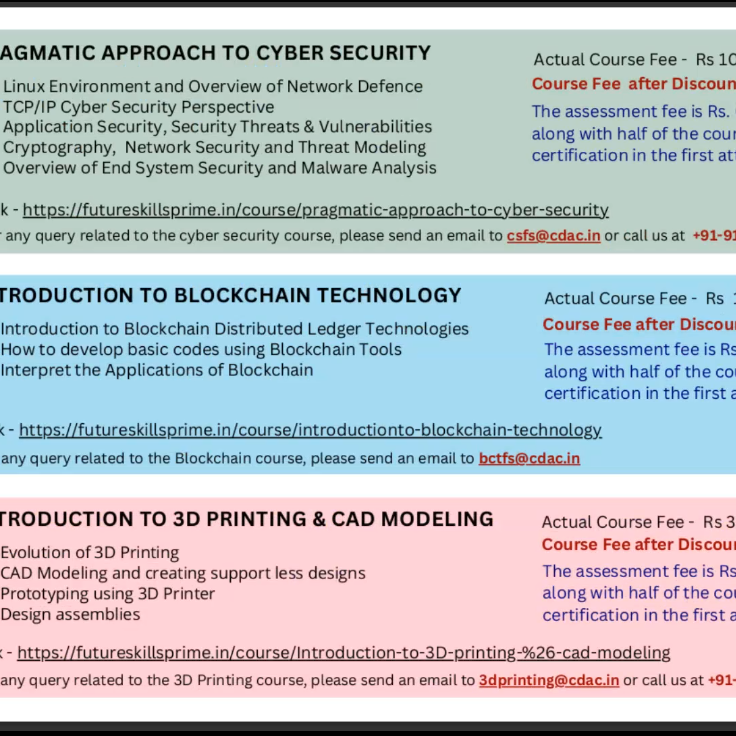 AGMATIC APPROACH TO CYBER SECURITY
Linux Environment and Overview of Network Defence
TCP/IP Cyber Security Perspective
Application Security, Security Threats & Vulnerabilities
Cryptography,  Network Security and Threat Modeling
Overview of End System Security and Malware Analysis
k - https://futureskillsprime.in/course/pragmatic-approach-to-cyber-security
any query related to the cyber security course, please send an email to csfs@cdac.in or call us at +91-91
Actual Course Fee - Rs 10
Course Fee after Discoun
The assessment fee is Rs.
along with half of the cour
certification in the first at
TRODUCTION TO BLOCKCHAIN TECHNOLOGY
Introduction to Blockchain Distributed Ledger Technologies
How to develop basic codes using Blockchain Tools
Interpret the Applications of Blockchain
- https://futureskillsprime.in/course/introductionto-blockchain-technology
any query related to the Blockchain course, please send an email to bctfs@cdac.in
Actual Course Fee - Rs
Course Fee after Discou
The assessment fee is Rs
along with half of the co
certification in the first a
TRODUCTION TO 3D PRINTING & CAD MODELING
Evolution of 3D Printing
CAD Modeling and creating support less designs
Prototyping using 3D Printer
Design assemblies
- https://futureskillsprime.in/course/Introduction-to-3D-printing-%26-cad-modeling
any query related to the 3D Printing course, please send an email to 3dprinting@cdac.in or call us at +91-
Actual Course Fee - Rs 3
Course Fee after Discou
The assessment fee is Rs
along with half of the co
certification in the first a